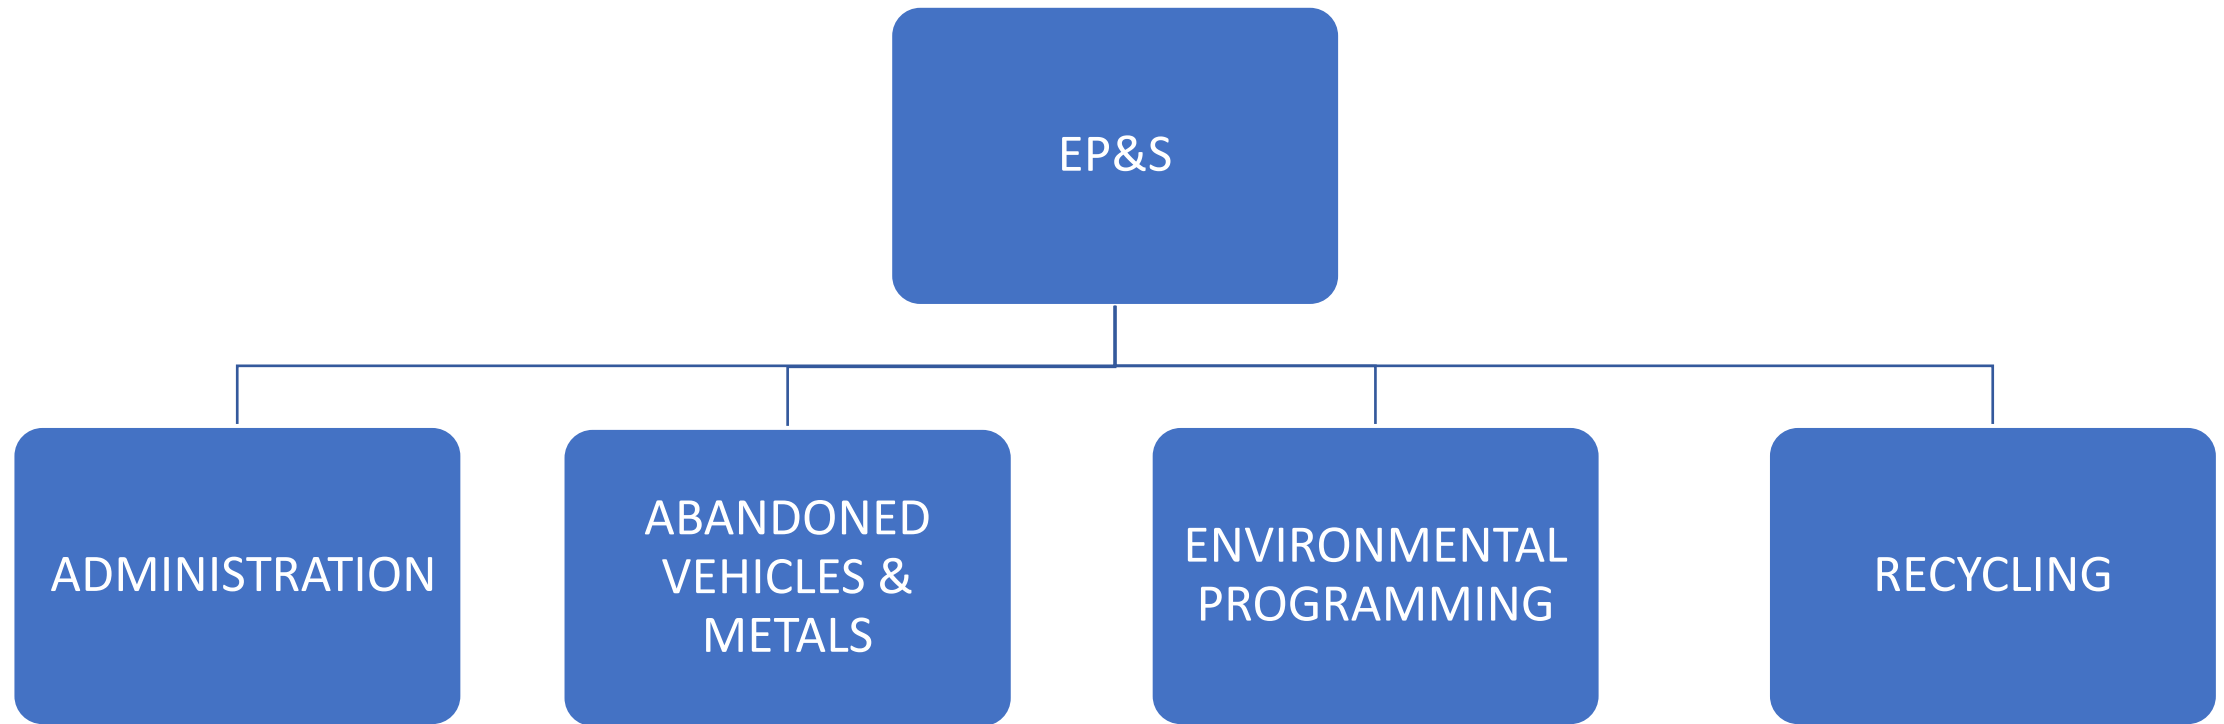 EP&S
ADMINISTRATION
ABANDONED
VEHICLES &
METALS
ENVIRONMENTAL
PROGRAMMING
RECYCLING